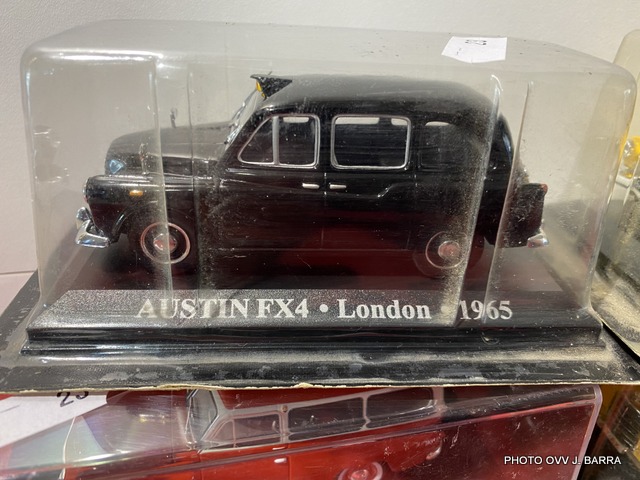 AUSTIN FX4 • London • 1965
PHOTO OVV J. BARRA